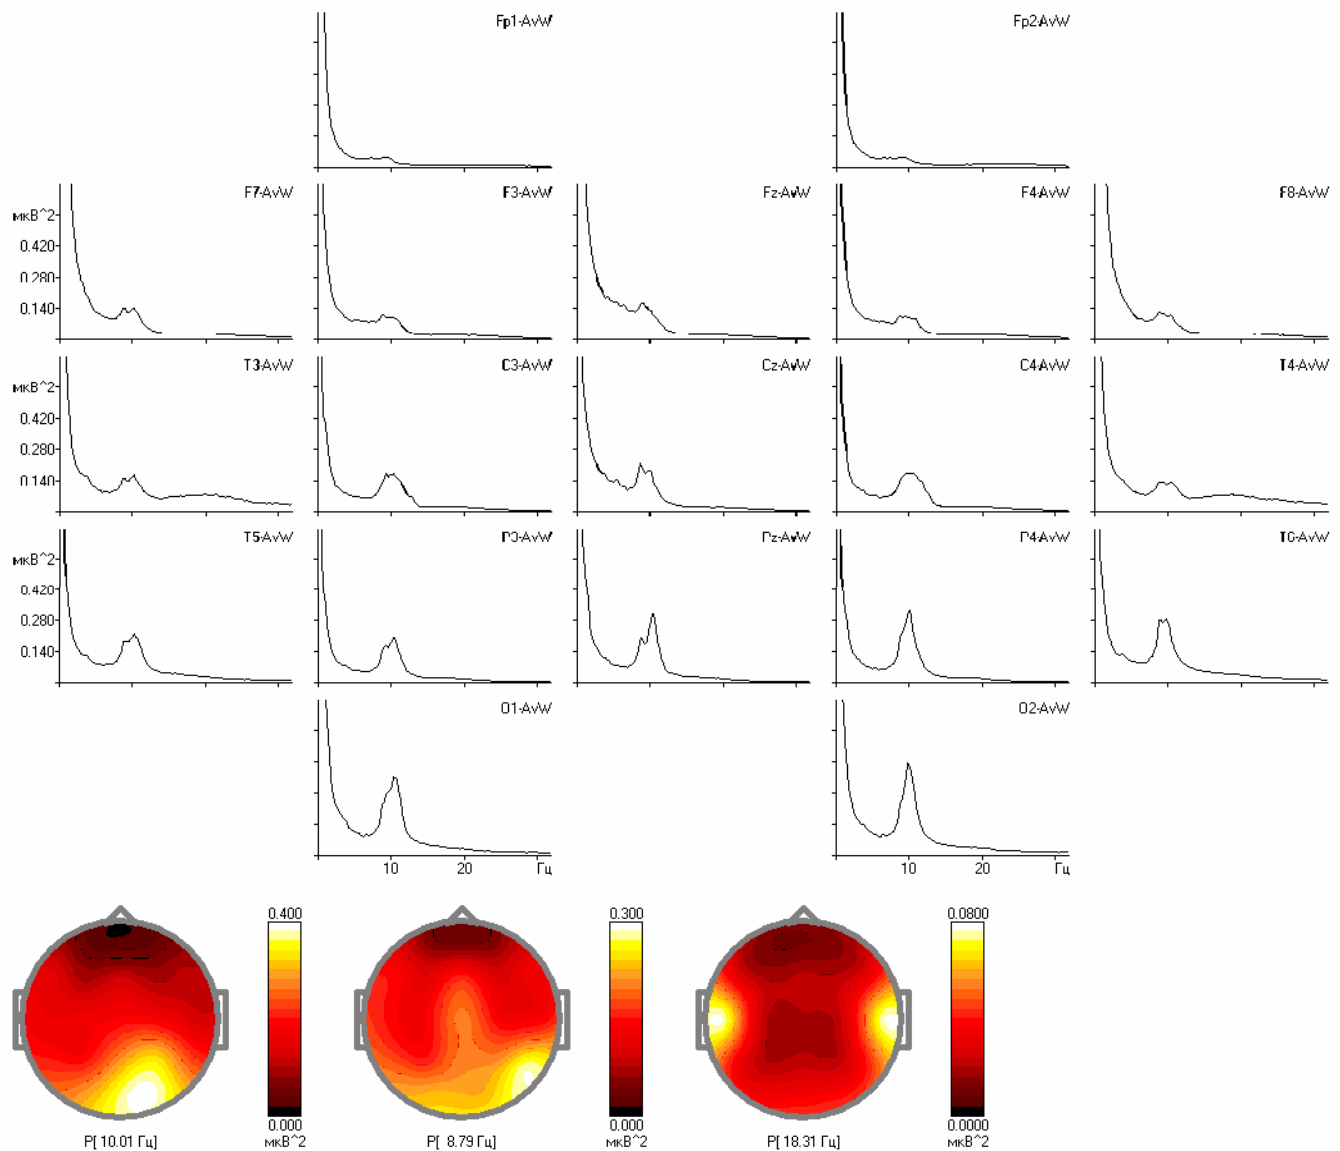 Fp1-AvW Fp2-AvW
F7-AvW F3-AvW Fz-AvW F4-AvW F8-AvW
мкВ^2
0.420
0.280
0.140
T3-AvW C3-AvW Cz-AvW C4-AvW T4-AvW
мкВ^2
0.420
0.280
0.140
T5-AvW P3-AvW Pz-AvW P4-AvW T6-AvW
мкВ^2
0.420
0.280
0.140
O1-AvW O2-AvW
10 20 Гц 10 20 Гц
0.400 0.300 0.0800
0.000 0.000 0.0000
P[ 10.01 Гц] мкВ^2 P[ 8.79 Гц] мкВ^2 P[ 18.31 Гц] мкВ^2